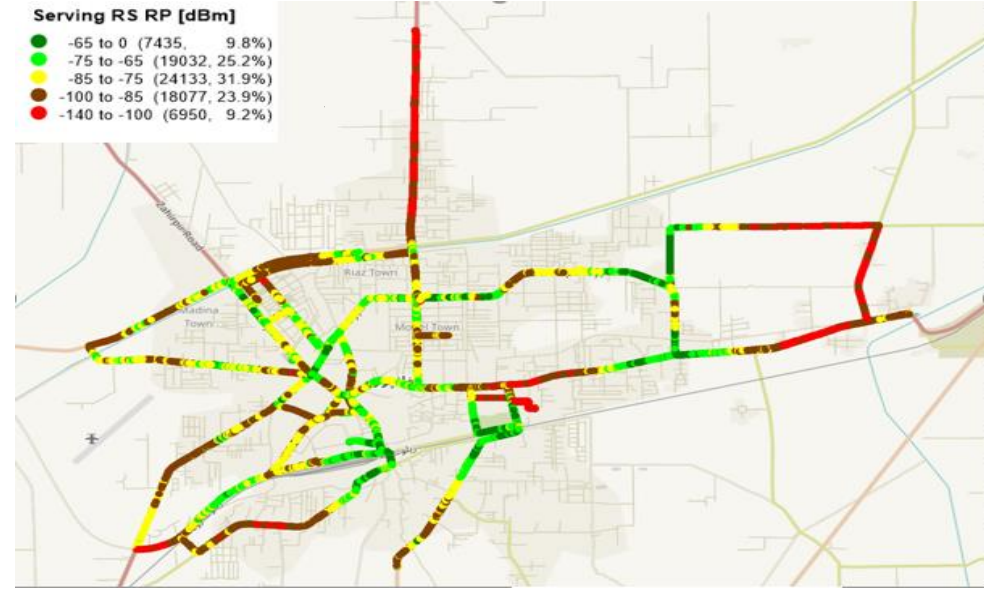 Serving RS RP [dBm]
-65 to 0 (7435, 9.8%)
-75 to -65 (19032, 25.2%)
-85 to -75 (24133, 31.9%)
-100 to -85 (18077, 23.9%)
-140 to -100 (6950, 9.2%)
Zahirpir Road
Riaz Town
Madina
Town
Model Town